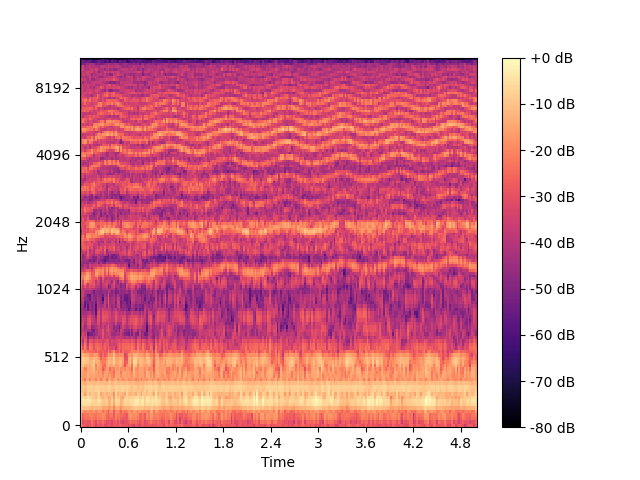 +0 dB
8192
-10 dB
4096
-20 dB
-30 dB
2048
-40 dB
Hz
1024
-50 dB
512
-60 dB
-70 dB
0
-80 dB
0 0.6 1.2 1.8 2.4 3 3.6 4.2 4.8
Time